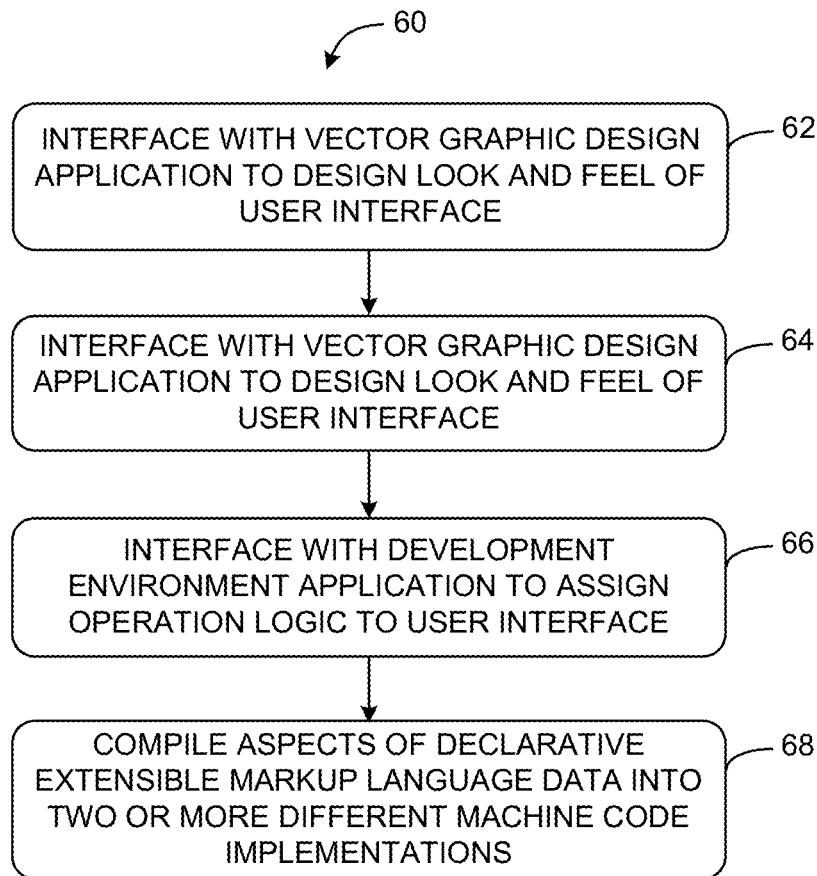 60
INTERFACE WITH VECTOR GRAPHIC DESIGN
APPLICATION TO DESIGN LOOK AND FEEL OF
USER INTERFACE
62
INTERFACE WITH VECTOR GRAPHIC DESIGN
APPLICATION TO DESIGN LOOK AND FEEL OF
USER INTERFACE
64
INTERFACE WITH DEVELOPMENT
ENVIRONMENT APPLICATION TO ASSIGN
OPERATION LOGIC TO USER INTERFACE
66
COMPILE ASPECTS OF DECLARATIVE
EXTENSIBLE MARKUP LANGUAGE DATA INTO
TWO OR MORE DIFFERENT MACHINE CODE
IMPLEMENTATIONS
68